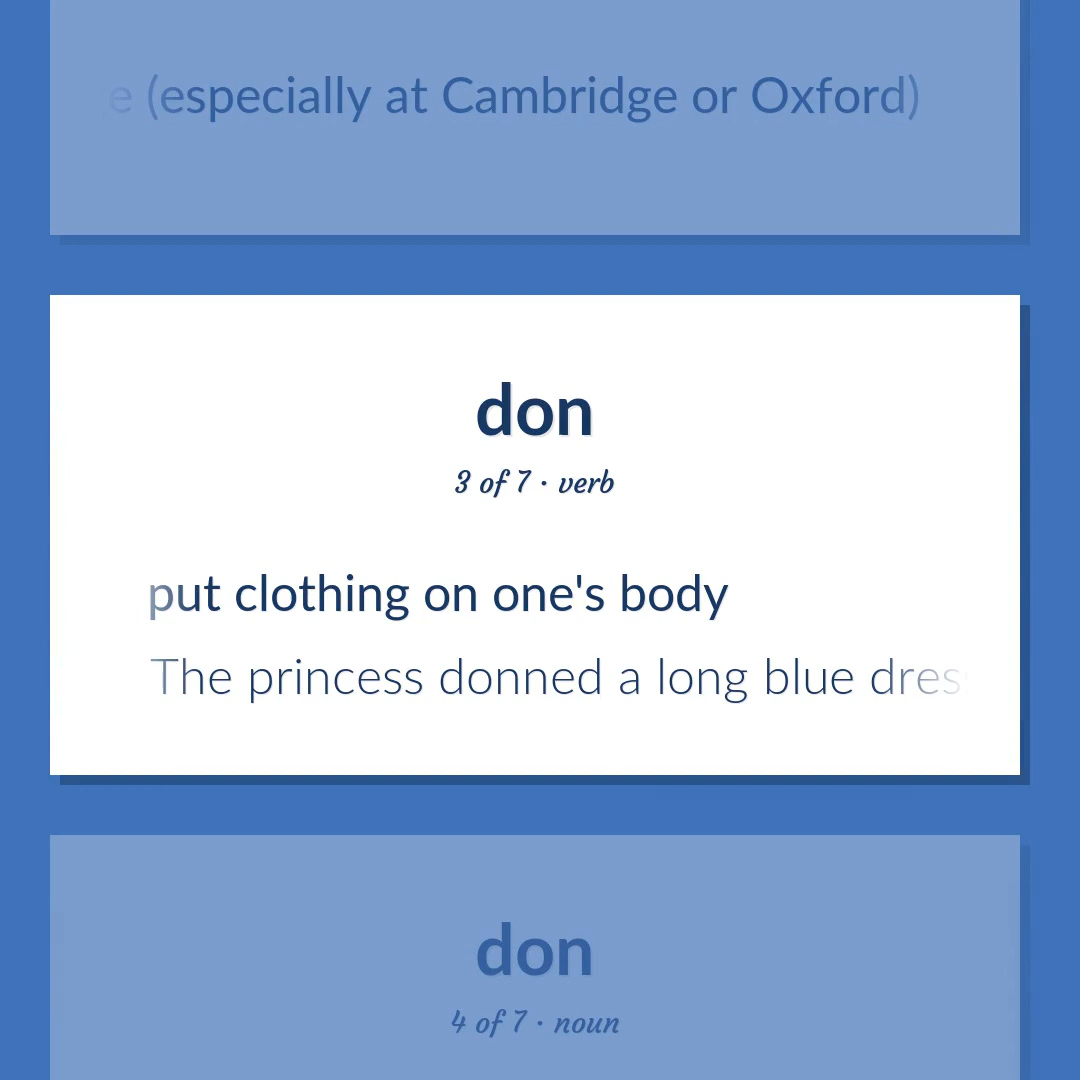 e (especially at Cambridge or Oxford)
don
3 of 7 · verb
put clothing on one's body
The princess donned a long blue dres
don
4 of 7 · noun